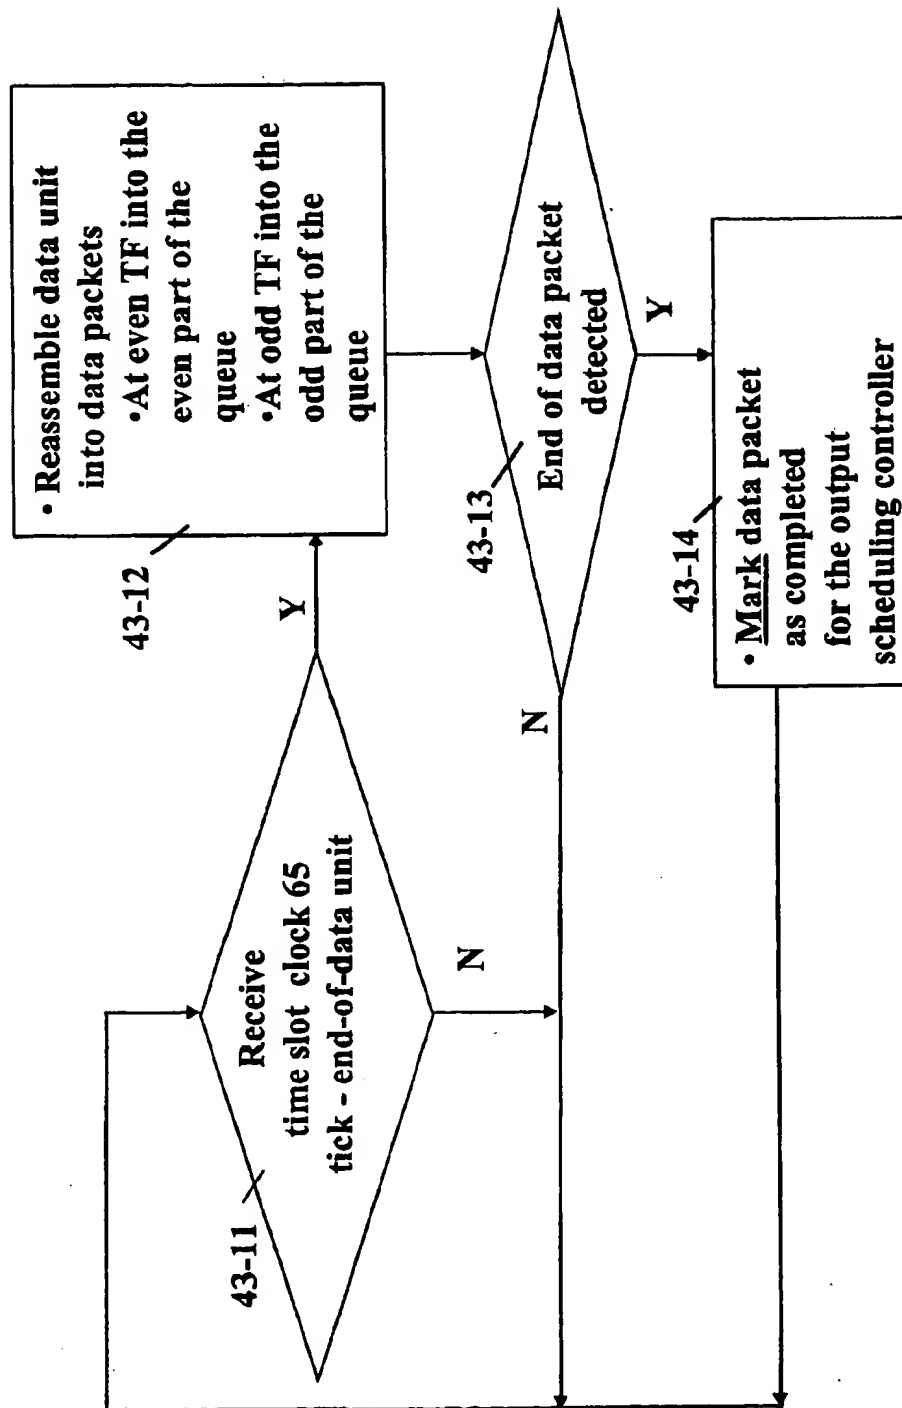 43-11
Receive
time slot clock 65
tick - end-of-data unit
N
Y
43-12
• Reassemble data unit
into data packets
•At even TF into the
even part of the
queue
•At odd TF into the
odd part of the
queue
43-13
End of data packet
detected
N
Y
43-14
• Mark data packet
as completed
for the output
scheduling controller